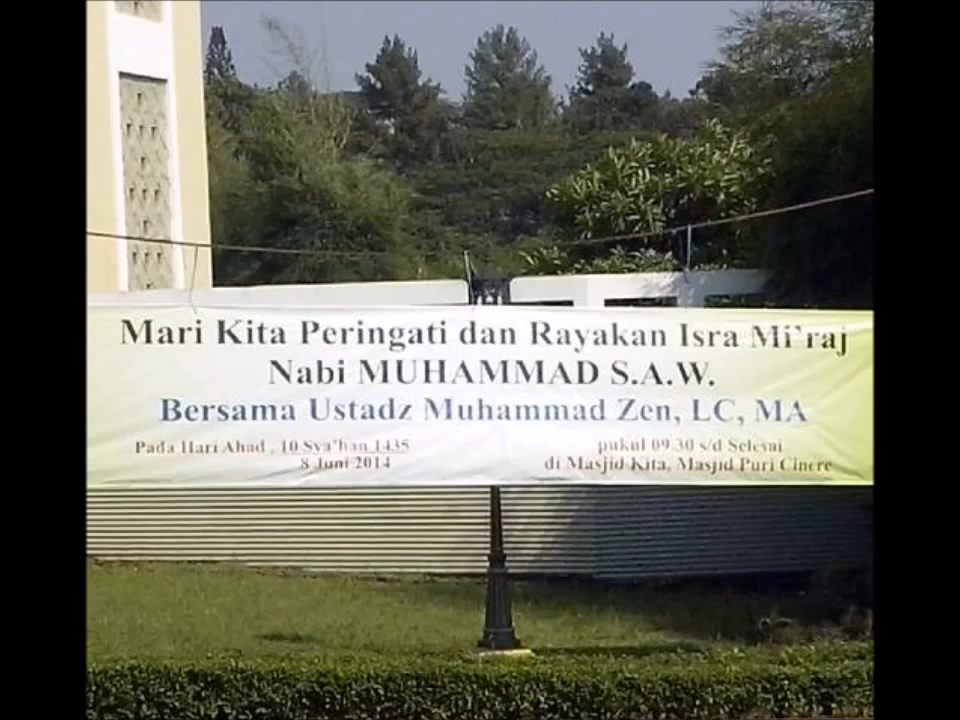 Mari Kita Peringati dan Rayakan Isra Mi'raj
Nabi MUHAMMAD S.A.W.
Bersama Ustadz Muhammad Zen, LC, MA
Pada Hari Ahad , 10 Sya'ban 1435
8 Juni 2014
pukul 09.30 s/d Selesai
di Masjid Kita, Masjid Puri Cinere